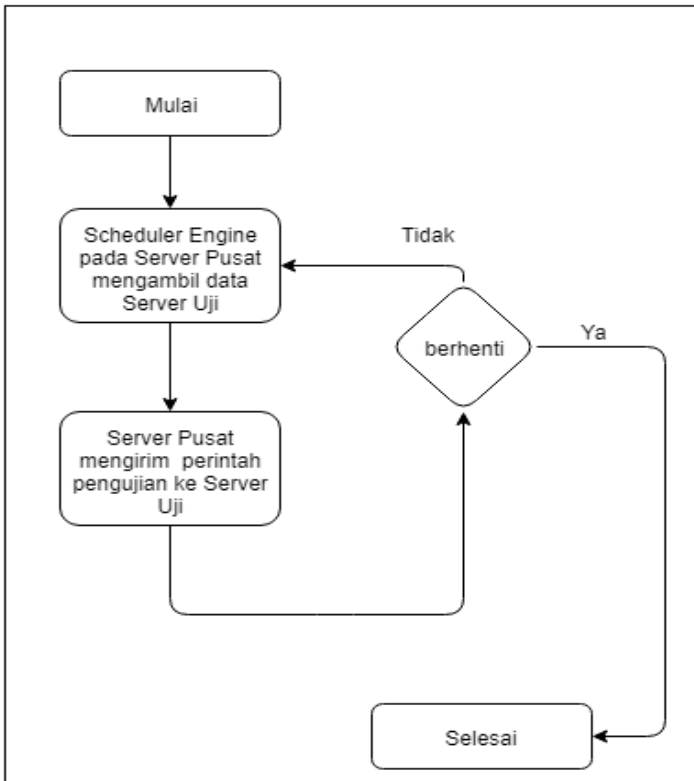 Mulai
Scheduler Engine
pada Server Pusat
mengambil data
Server Uji
Tidak
berhenti
Ya
Server Pusat
mengirim perintah
pengujian ke Server
Uji
Selesai